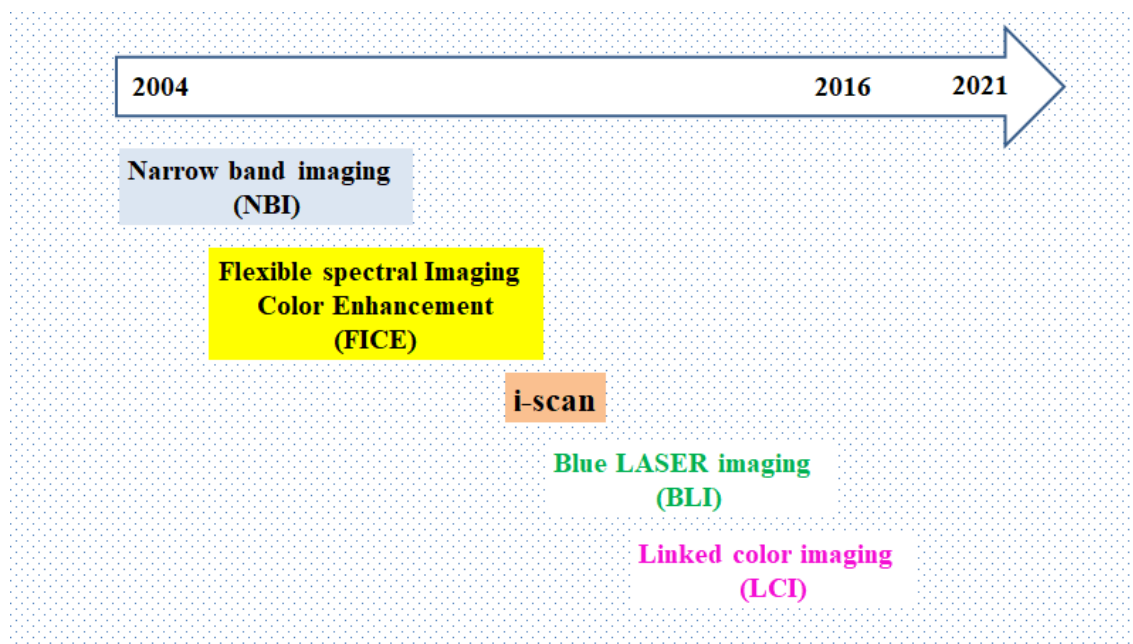 2004 2016 2021
Narrow band imaging
(NBI)
Flexible spectral Imaging
Color Enhancement
(FICE)
i-scan
Blue LASER imaging
(BLI)
Linked color imaging
(LCI)